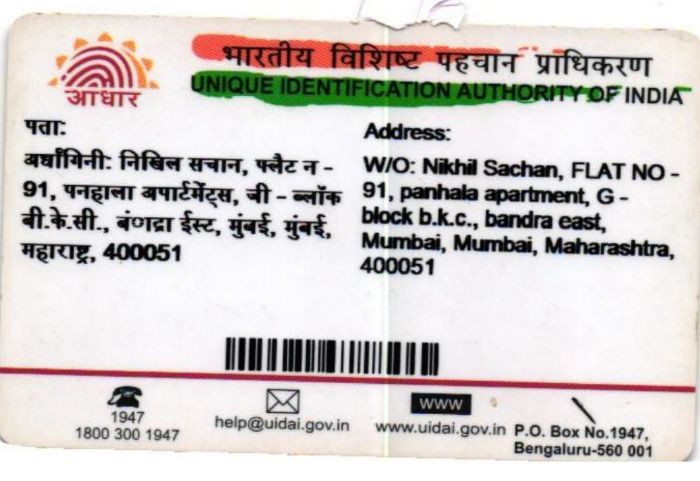 आधार
भारतीय विशिष्ट पहचान प्राधिकरण
UNIQUE IDENTIFICATION AUTHORITY OF INDIA
पता:
अर्धांगिनी: निखिल सचान, फ्लैट न -
91, पनहाला अपार्टमेंट्स, जी - ब्लॉक
बी.के.सी., बंाद्रा ईस्ट, मुंबई, मुंबई,
महाराष्ट्र, 400051
Address:
W/O: Nikhil Sachan, FLAT NO -
91, panhala apartment, G -
block b.k.c., bandra east,
Mumbai, Mumbai, Maharashtra,
400051
1947
1800 300 1947
help@uidai.gov.in
www
www.uidai.gov.in
P.O. Box No.1947,
Bengaluru-560 001